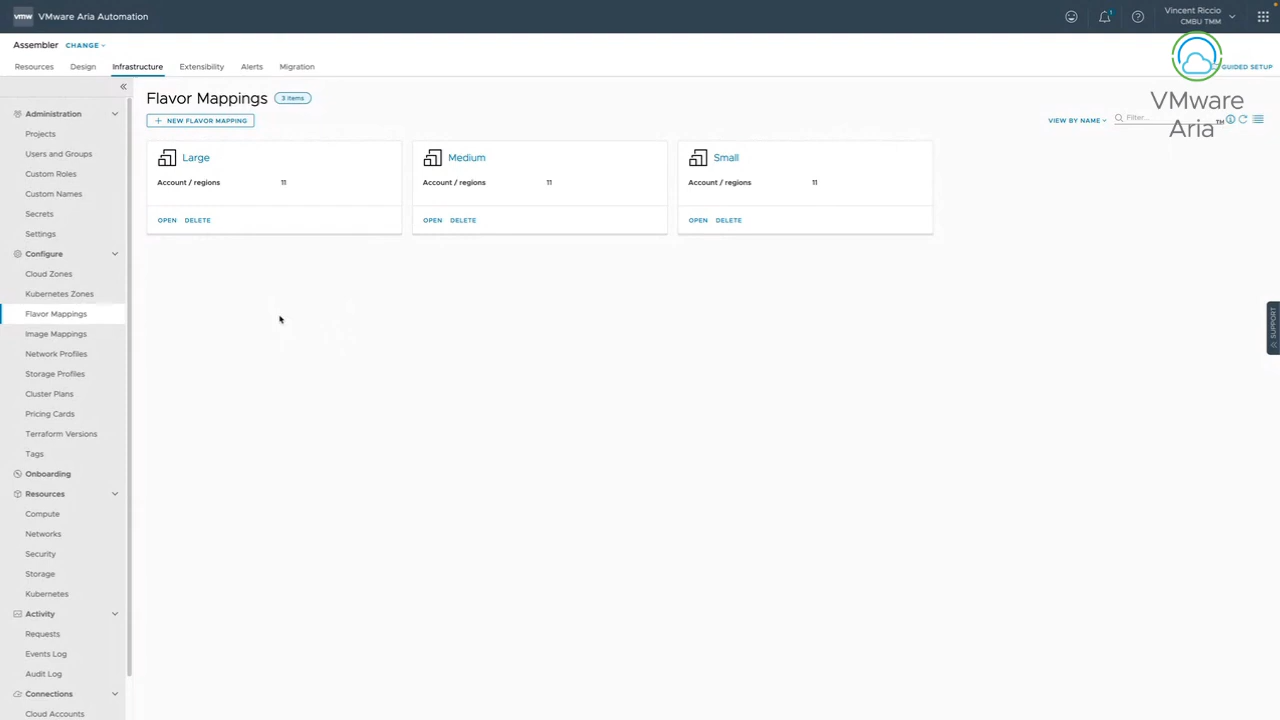 vmw VMware Aria Automation
Vincent Riccio
CMBU TMM
1
Assembler CHANGE
Resources Design Infrastructure Extensibility Alerts Migration
GUIDED SETUP
VMware
Aria™
Administration
Projects
Users and Groups
Custom Roles
Custom Names
Secrets
Settings
Configure
Cloud Zones
Kubernetes Zones
Flavor Mappings
Image Mappings
Network Profiles
Storage Profiles
Cluster Plans
Pricing Cards
Terraform Versions
Tags
Onboarding
Resources
Compute
Networks
Security
Storage
Kubernetes
Activity
Requests
Events Log
Audit Log
Connections
Cloud Accounts
Flavor Mappings 3 items
+ NEW FLAVOR MAPPING
VIEW BY NAME Filter...
Large
Account / regions 11
OPEN DELETE
Medium
Account / regions 11
OPEN DELETE
Small
Account / regions 11
OPEN DELETE
SUPPORT